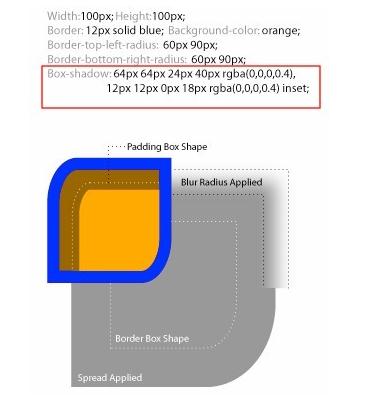 Width:100px; Height:100px;
Border: 12px solid blue; Background-color: orange;
Border-top-left-radius: 60px 90px;
Border-bottom-right-radius: 60px 90px;
Box-shadow: 64px 64px 24px 40px rgba(0,0,0,0.4),
12px 12px 0px 18px rgba(0,0,0,0.4) inset;
Padding Box Shape
Blur Radius Applied
Border Box Shape
Spread Applied